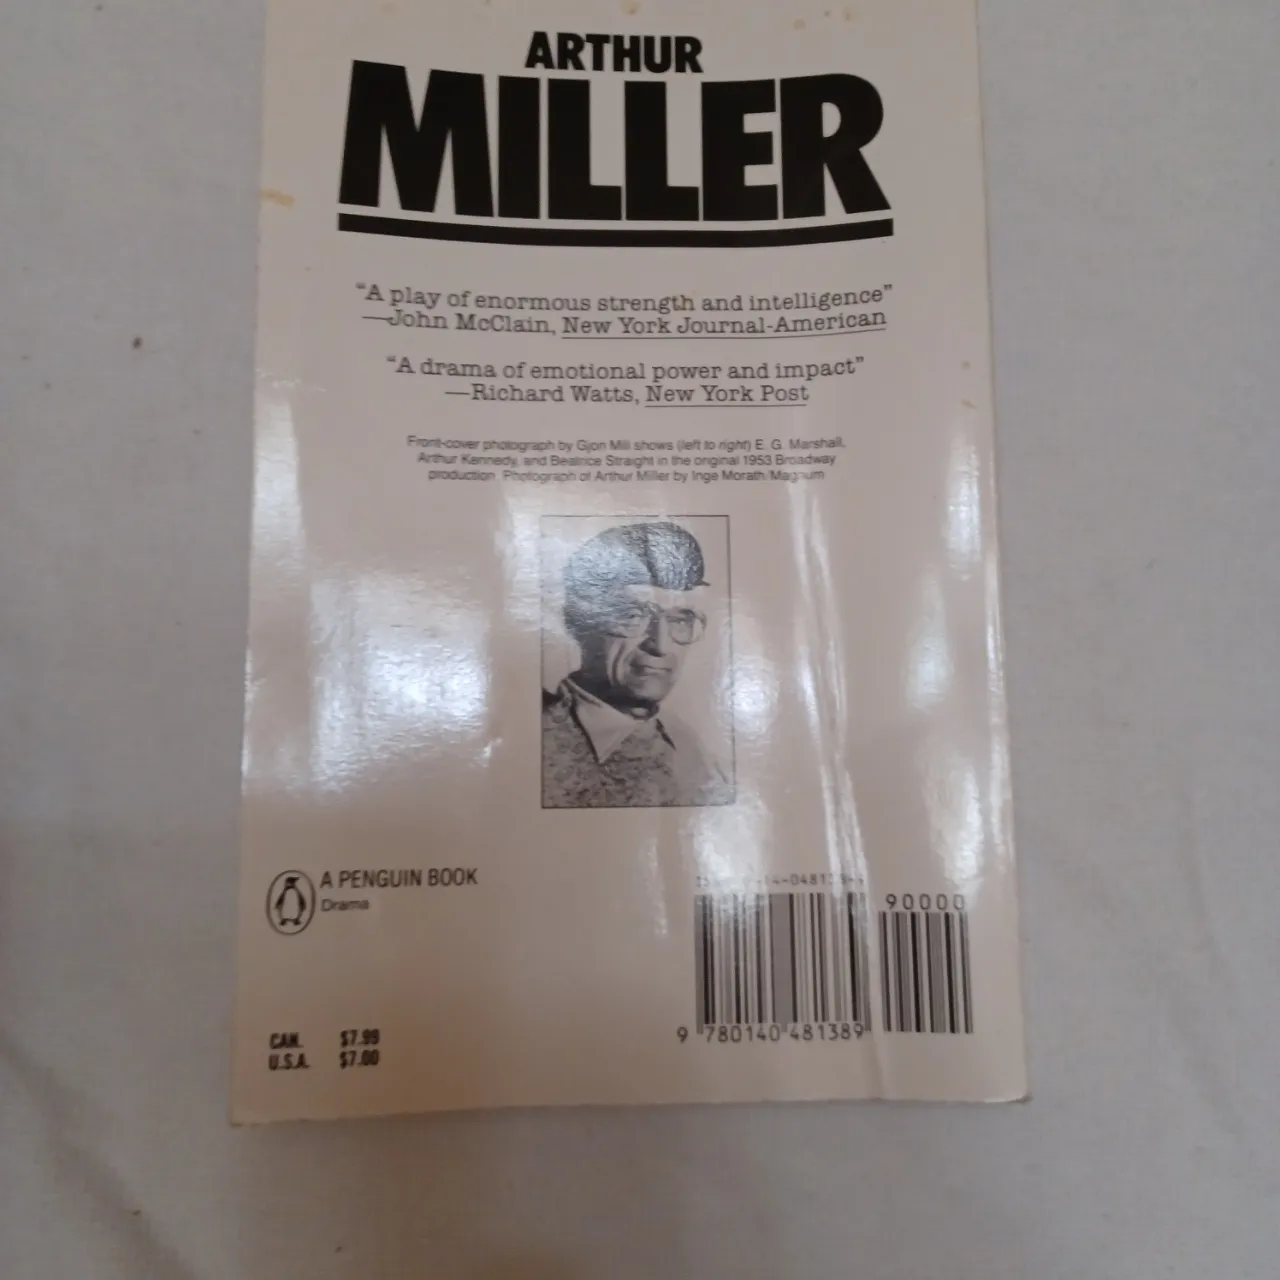 ARTHUR
MILLER
“A play of enormous strength and intelligence”
—John McClain, New York Journal-American
“A drama of emotional power and impact”
—Richard Watts, New York Post
Front-cover photograph by Gjon Mili shows (left to right) E. G. Marshall,
Arthur Kennedy, and Beatrice Straight in the original 1953 Broadway
production. Photograph of Arthur Miller by Inge Morath/Magnum
A PENGUIN BOOK
Drama
90000
9 780140 481389
CAN. $7.99
U.S.A. $7.00